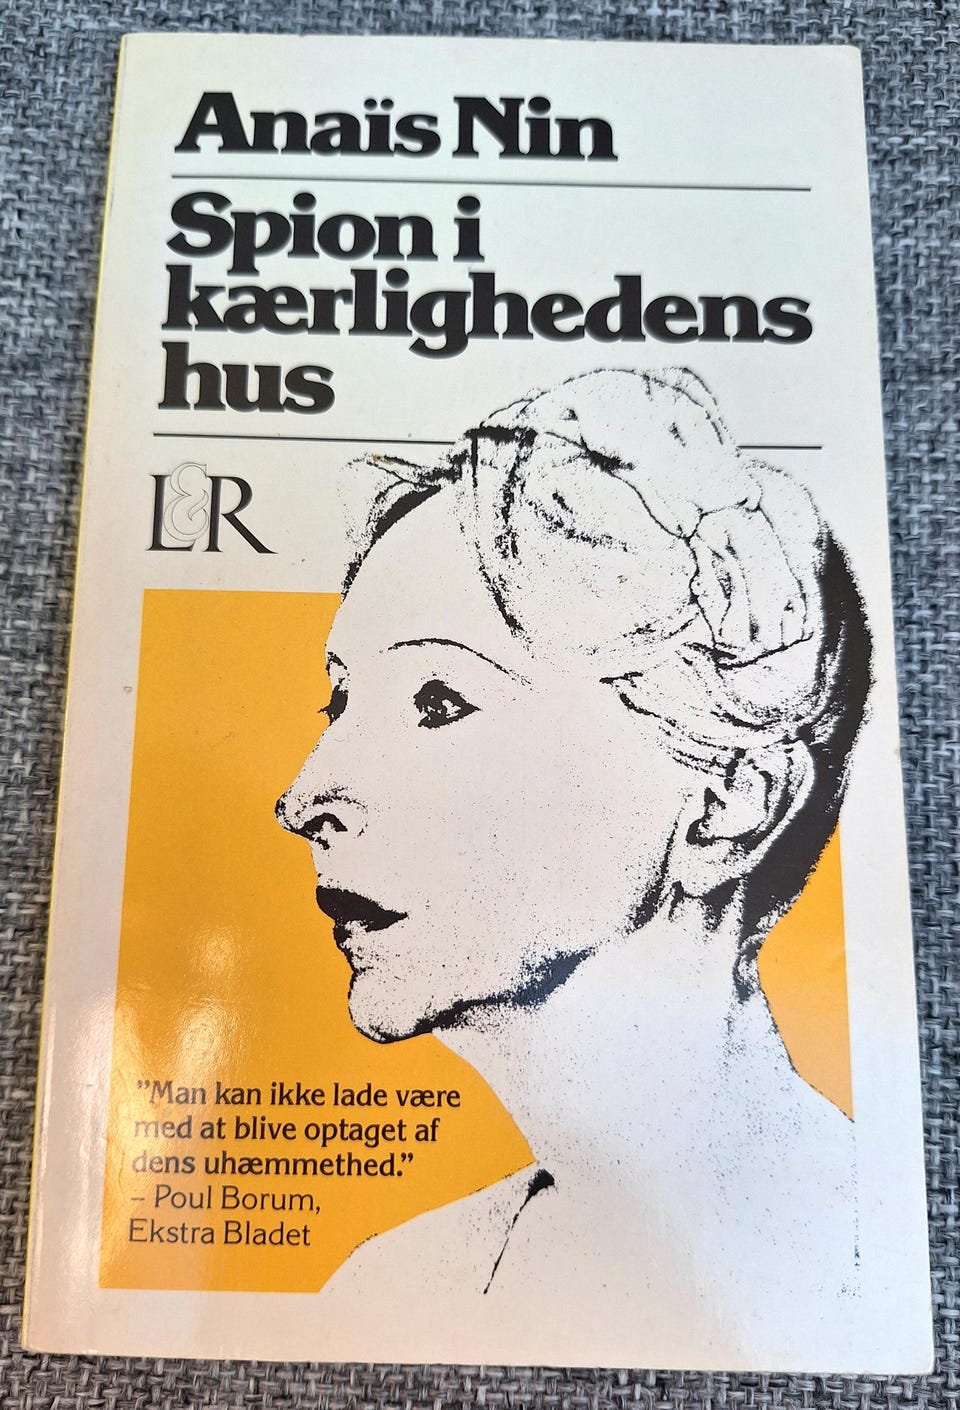 Anaïs Nin
Spion i
kærlighedens
hus
L&R
”Man kan ikke lade være
med at blive optaget af
dens uhæmmethed.”
– Poul Borum,
Ekstra Bladet